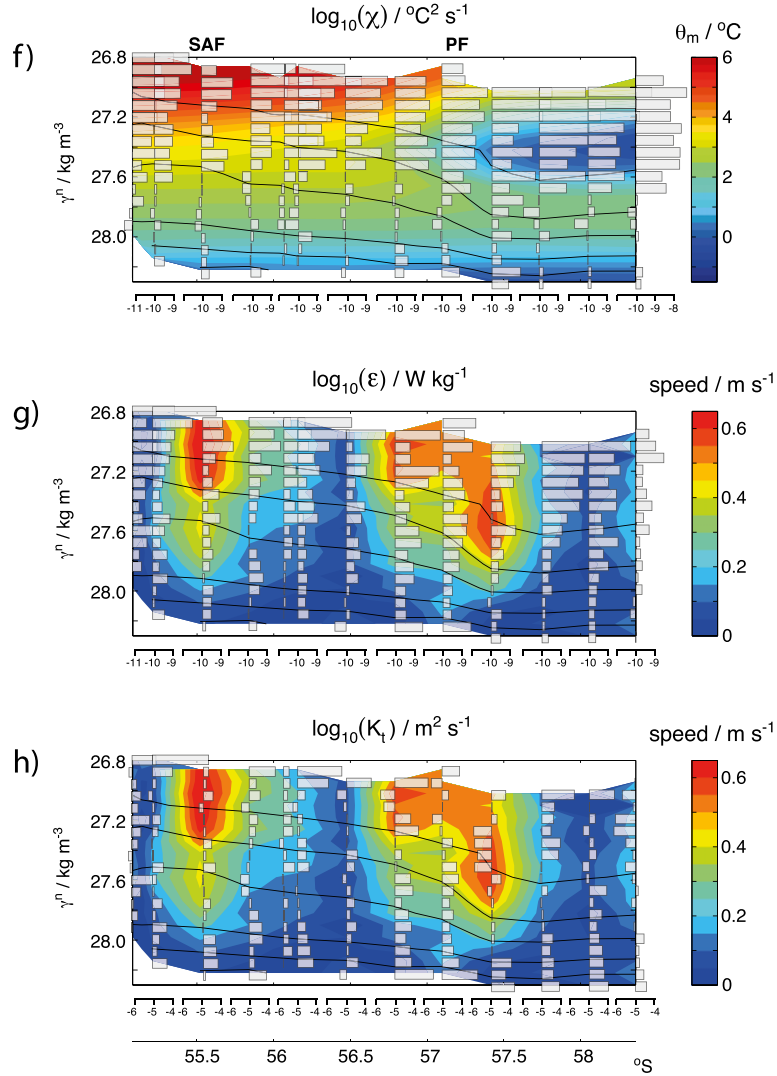 log10(χ) / ᵒC² s⁻¹
f)
SAF
PF
θm / ᵒC
26.8
27.2
27.6
28.0
γⁿ / kg m⁻³
6
4
2
0
-11 -10 -9 -10 -9 -10 -9 -10 -9 -10 -9 -10 -9 -10 -9 -10 -9 -10 -9 -10 -9 -8
log10(ε) / W kg⁻¹
g)
speed / m s⁻¹
26.8
27.2
27.6
28.0
γⁿ / kg m⁻³
0.6
0.4
0.2
0
-11 -10 -9 -10 -9 -10 -9 -10 -9 -10 -9 -10 -9 -10 -9 -10 -9 -10 -9 -10 -9
log10(Kt) / m² s⁻¹
h)
speed / m s⁻¹
26.8
27.2
27.6
28.0
γⁿ / kg m⁻³
0.6
0.4
0.2
0
-6 -5 -4 -6 -5 -4 -6 -5 -4 -6 -5 -4 -6 -5 -4 -6 -5 -4 -6 -5 -4 -6 -5 -4 -6 -5 -4 -6 -5 -4 -6 -5 -4
55.5 56 56.5 57 57.5 58 ᵒS